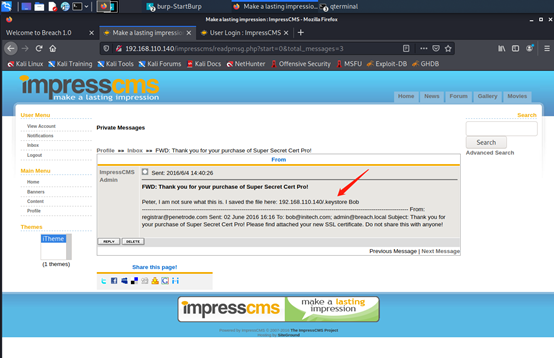 burp-StartBurp
Make a lasting impressio...
qterminal
Make a lasting impression : ImpressCMS - Mozilla Firefox
Welcome to Breach 1.0
Make a lasting impression
User Login : ImpressCMS
192.168.110.140/impresscms/readpmsg.php?start=0&total_messages=3
Kali Linux
Kali Training
Kali Tools
Kali Forums
Kali Docs
NetHunter
Offensive Security
MSFU
Exploit-DB
GHDB
impresscms
make a lasting impression
Home
News
Forum
Gallery
Movies
User Menu
View Account
Notifications
Inbox
Logout
Main Menu
Home
Banners
Content
Profile
Themes
iTheme
(1 themes)
Private Messages
Profile »» Inbox »» FWD: Thank you for your purchase of Super Secret Cert Pro!
From
ImpressCMS Admin
Sent: 2016/6/4 14:40:26
FWD: Thank you for your purchase of Super Secret Cert Pro!
Peter, I am not sure what this is. I saved the file here: 192.168.110.140/.keystore Bob
From:
registrar@penetrode.com Sent: 02 June 2016 16:16 To: bob@initech.com; admin@breach.local Subject: Thank you
for your purchase of Super Secret Cert Pro! Please find attached your new SSL certificate. Do not share this with anyone!
REPLY
DELETE
Previous Message | Next Message
Share this page!
Search
Search
Advanced Search
impresscms
make a lasting
impression
Powered by ImpressCMS © 2007-2010 The ImpressCMS Project
Hosting by SiteGround